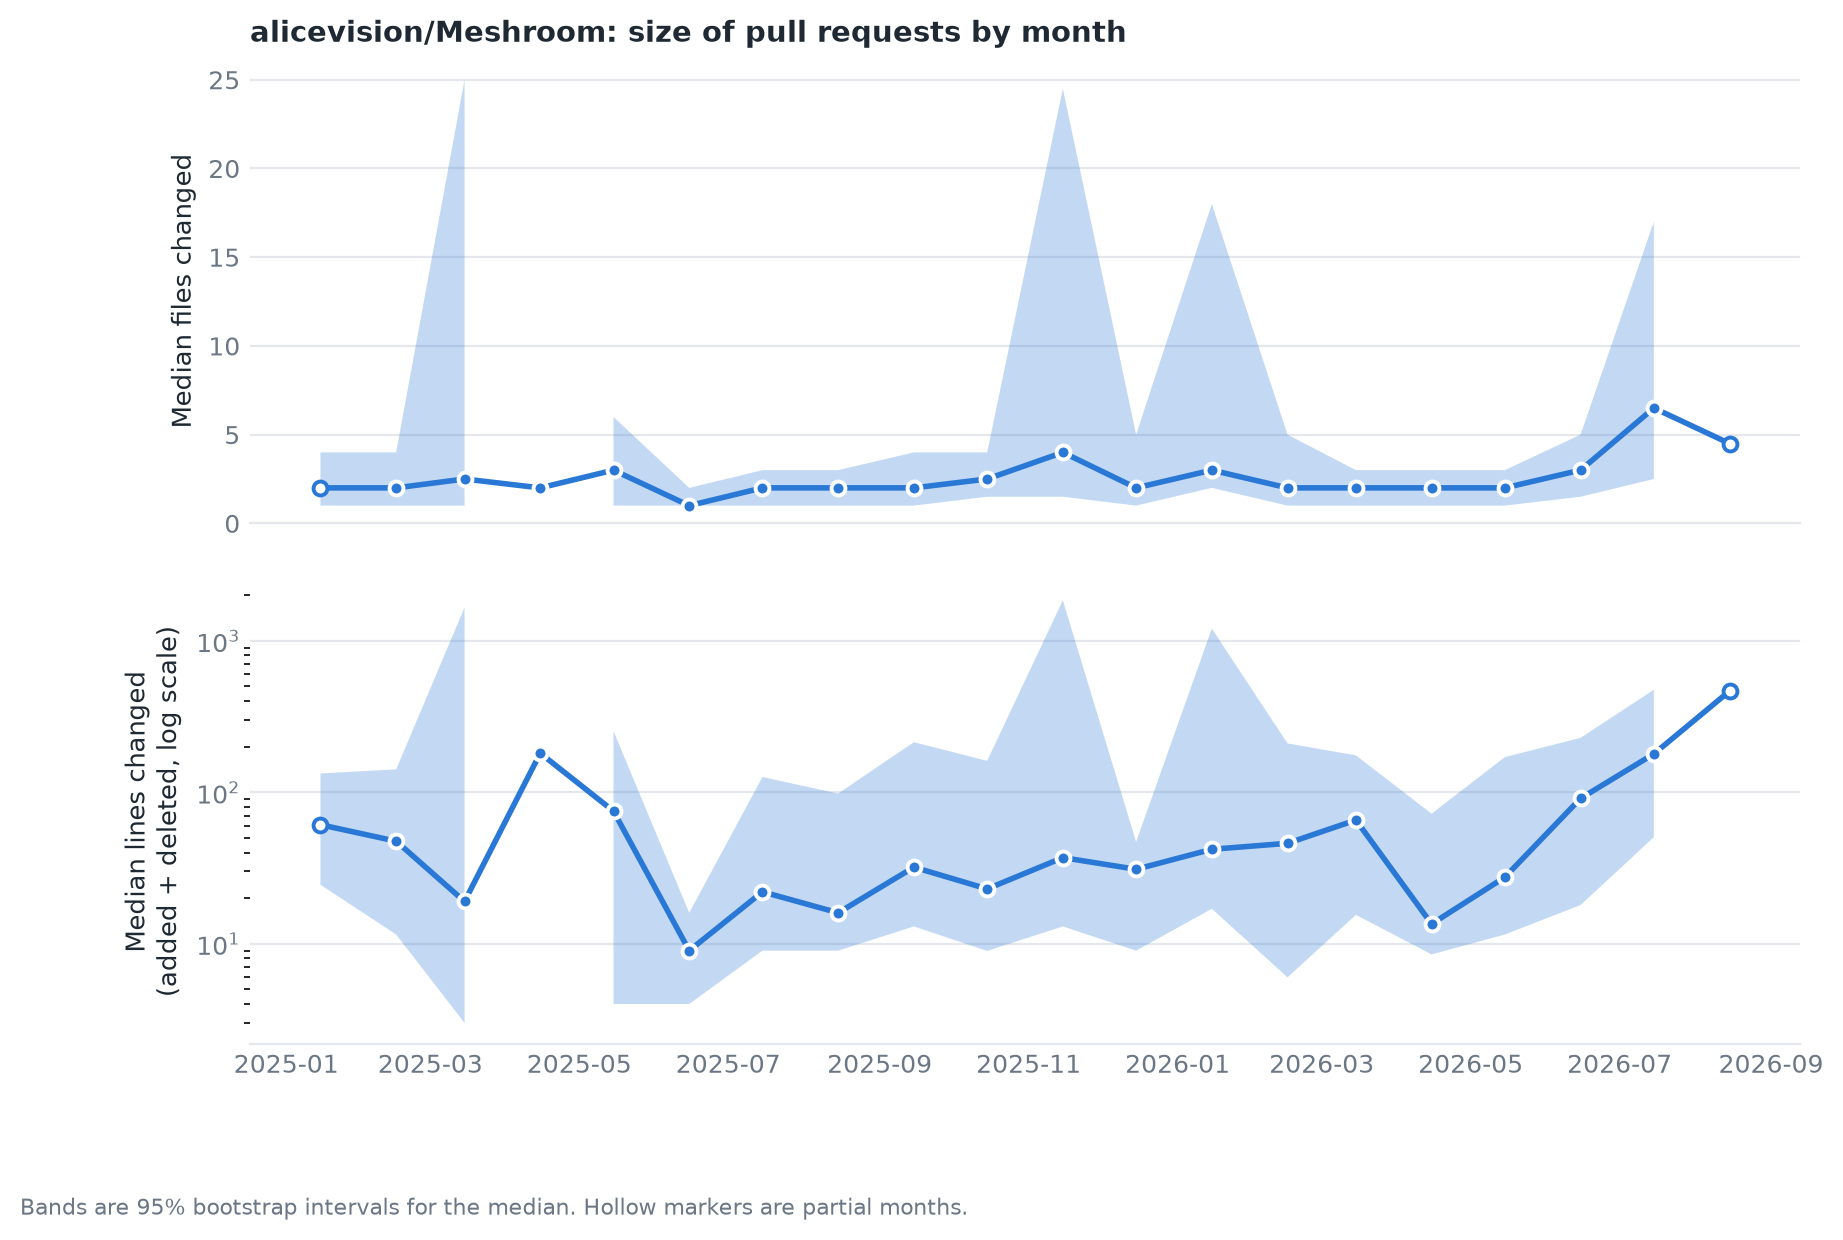 alicevision/Meshroom: size of pull requests by month
Median files changed
25
20
15
10
5
0
Median lines changed
(added + deleted, log scale)
10³
10²
10¹
2025-01 2025-03 2025-05 2025-07 2025-09 2025-11 2026-01 2026-03 2026-05 2026-07 2026-09
Bands are 95% bootstrap intervals for the median. Hollow markers are partial months.